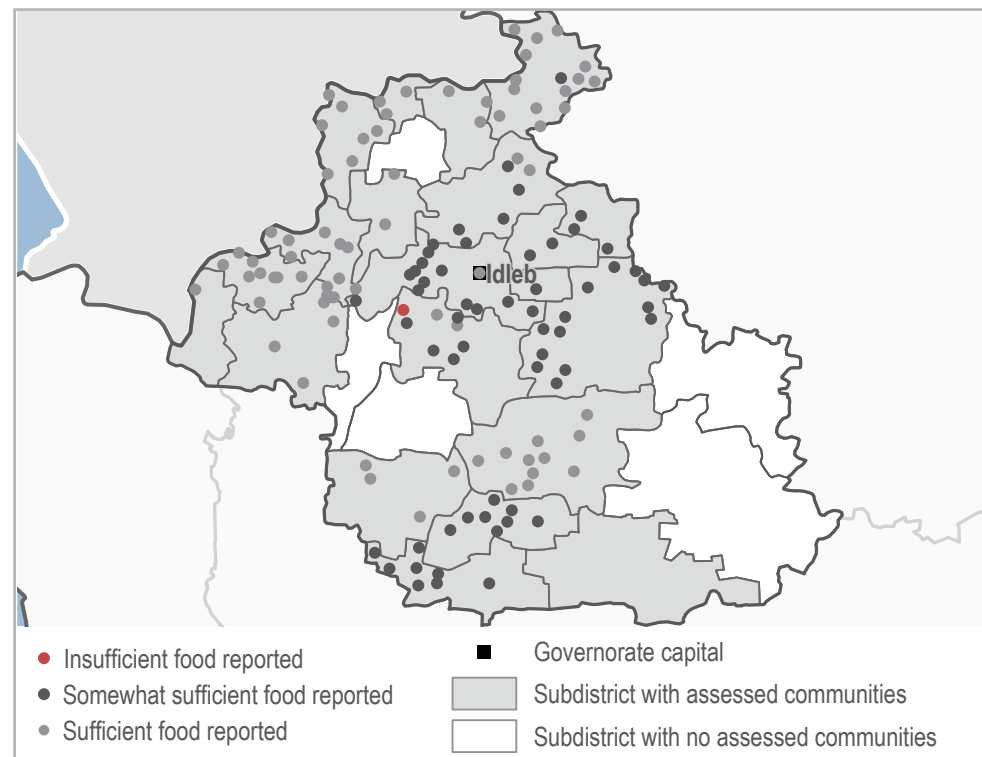 Idleb
Insufficient food reported
Somewhat sufficient food reported
Sufficient food reported
Governorate capital
Subdistrict with assessed communities
Subdistrict with no assessed communities